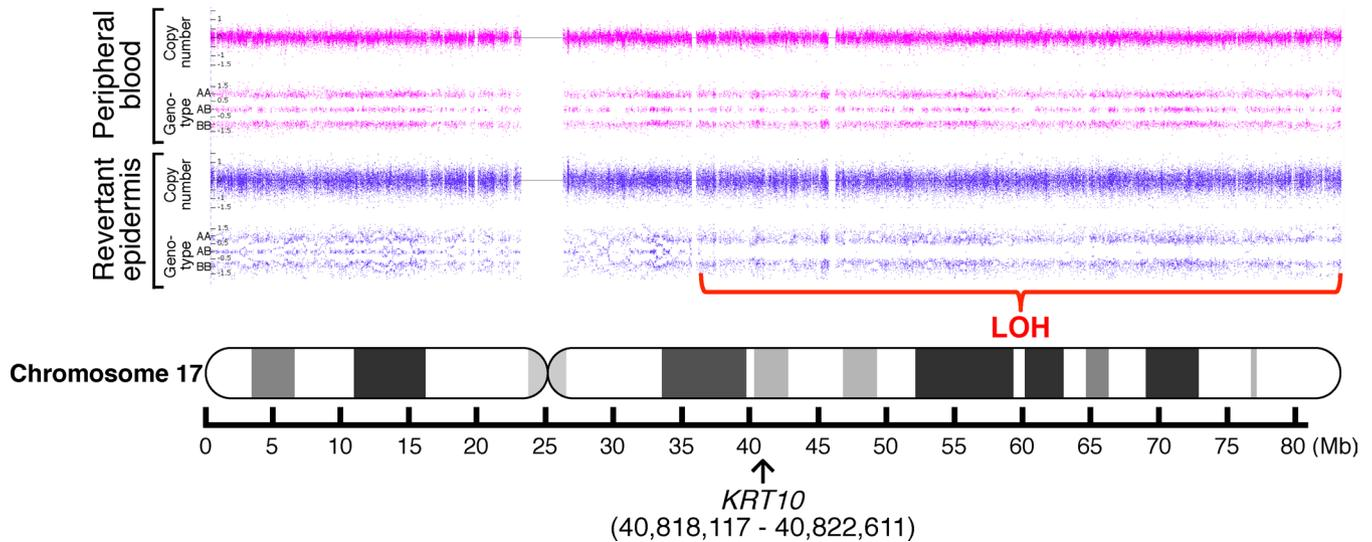 Peripheral
blood
Copy
number
1
-1
-1.5
Geno-
type
AA
AB
BB
1.5
0.5
-0.5
-1.5
Revertant
epidermis
Copy
number
1
-1
-1.5
Geno-
type
AA
AB
BB
1.5
0.5
-0.5
-1.5
LOH
Chromosome 17
0 5 10 15 20 25 30 35 40 45 50 55 60 65 70 75 80 (Mb)
KRT10
(40,818,117 - 40,822,611)